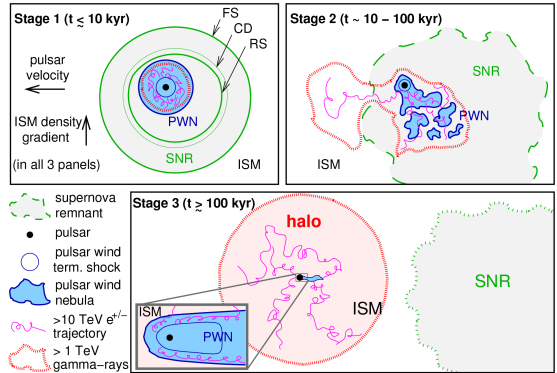 Stage 1 (t ≲ 10 kyr)
FS
CD
RS
pulsar
velocity
ISM density
gradient
(in all 3 panels)
PWN
SNR
ISM
Stage 2 (t ~ 10 − 100 kyr)
SNR
PWN
ISM
supernova
remnant
pulsar
pulsar wind
term. shock
pulsar wind
nebula
>10 TeV e+/−
trajectory
> 1 TeV
gamma−rays
Stage 3 (t ≳ 100 kyr)
halo
ISM
SNR
ISM
PWN